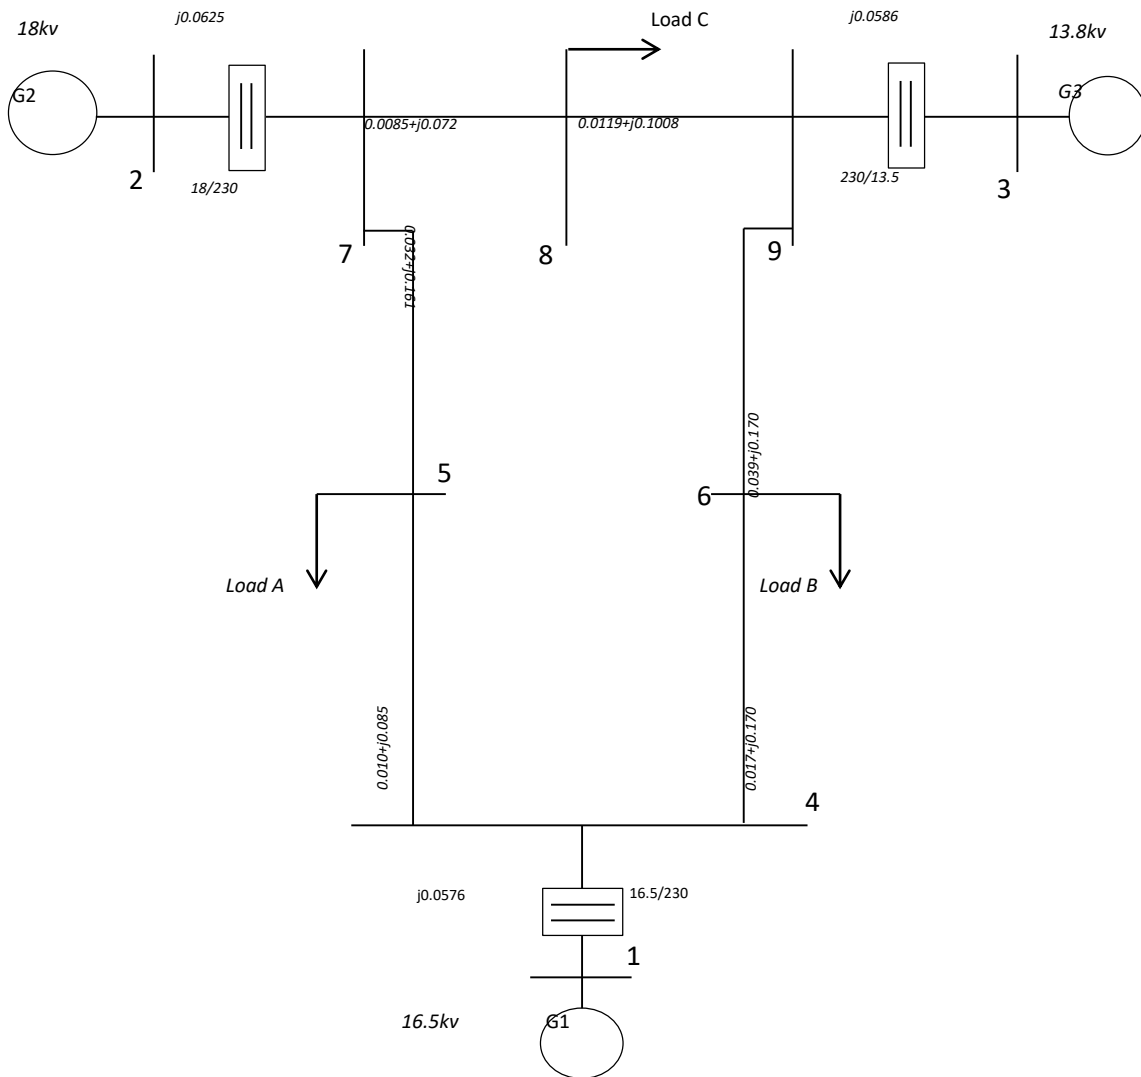 j0.0625
Load C
j0.0586
18kv
13.8kv
G2
G3
0.0085+j0.072
0.0119+j0.1008
2
18/230
230/13.5
3
7
8
9
0.032+j0.161
0.039+j0.170
5
6
Load A
Load B
0.010+j0.085
0.017+j0.170
4
j0.0576
16.5/230
1
16.5kv
G1